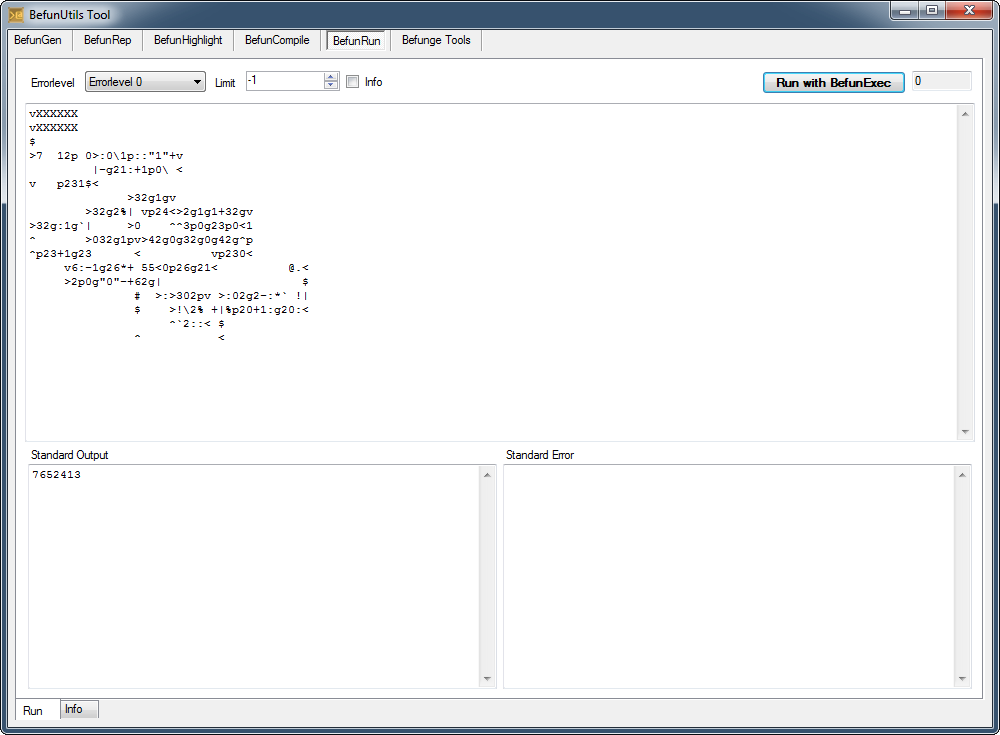 BefunUtils Tool
BefunGen BefunRep BefunHighlight BefunCompile BefunRun Befunge Tools
Errorlevel Errorlevel 0 Limit -1 Info Run with BefunExec 0
vXXXXXX
vXXXXXX
$
>7  12p 0>:0\1p::"1"+v
         |-g21:+1p0\ <
v   p231$<
              >32g1gv
        >32g2%| vp24<>2g1g1+32gv
>32g:1g`|     >0    ^^3p0g23p0<1
^       >032g1pv>42g0g32g0g42g^p
^p23+1g23      <          vp230<
     v6:-1g26*+ 55<0p26g21<          @.<
     >2p0g"0"-+62g|                    $
               #  >:>302pv >:02g2-:*` !|
               $    >!\2% +|%p20+1:g20:<
                    ^`2::< $
               ^           <
Standard Output Standard Error
7652413
Run Info